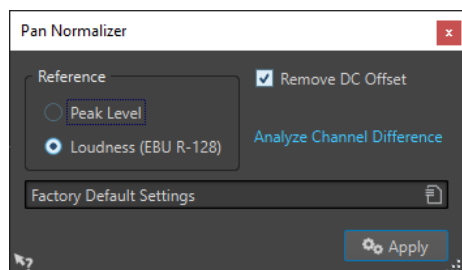 Pan Normalizer
x
Reference
Remove DC Offset
Peak Level
Loudness (EBU R-128)
Analyze Channel Difference
Factory Default Settings
Apply
?